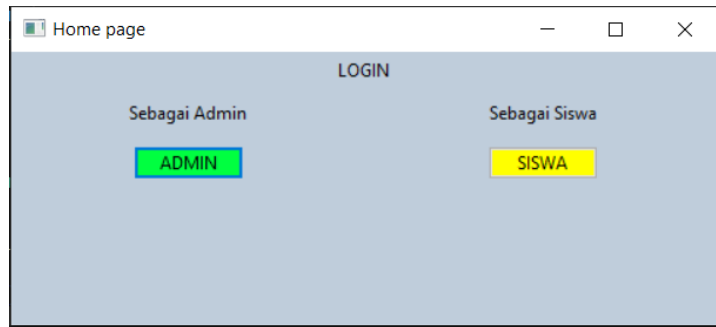 Home page
LOGIN
Sebagai Admin
Sebagai Siswa
ADMIN
SISWA